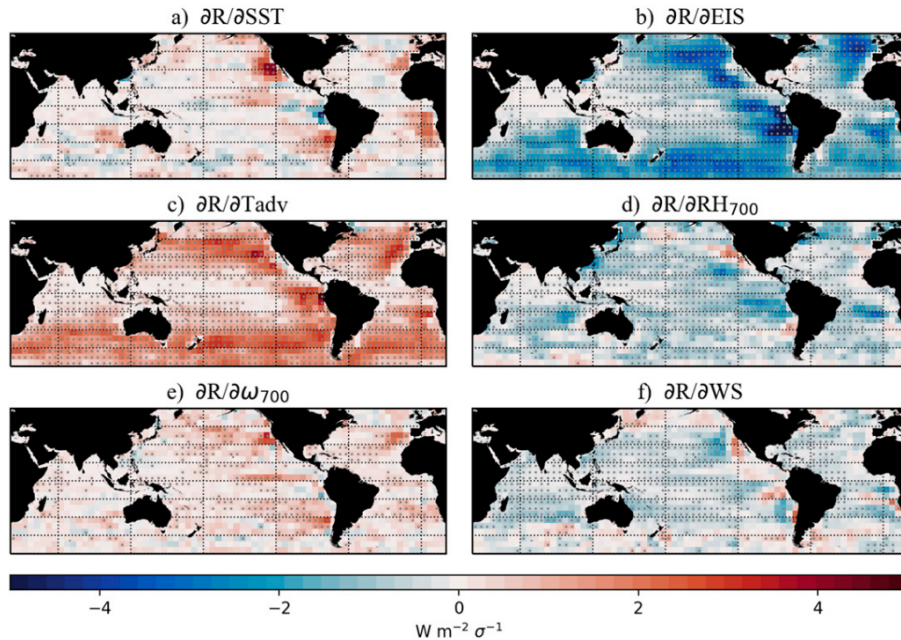 a) ∂R/∂SST
b) ∂R/∂EIS
c) ∂R/∂Tadv
d) ∂R/∂RH₇₀₀
e) ∂R/∂ω₇₀₀
f) ∂R/∂WS
−4 −2 0 2 4
W m⁻² σ⁻¹